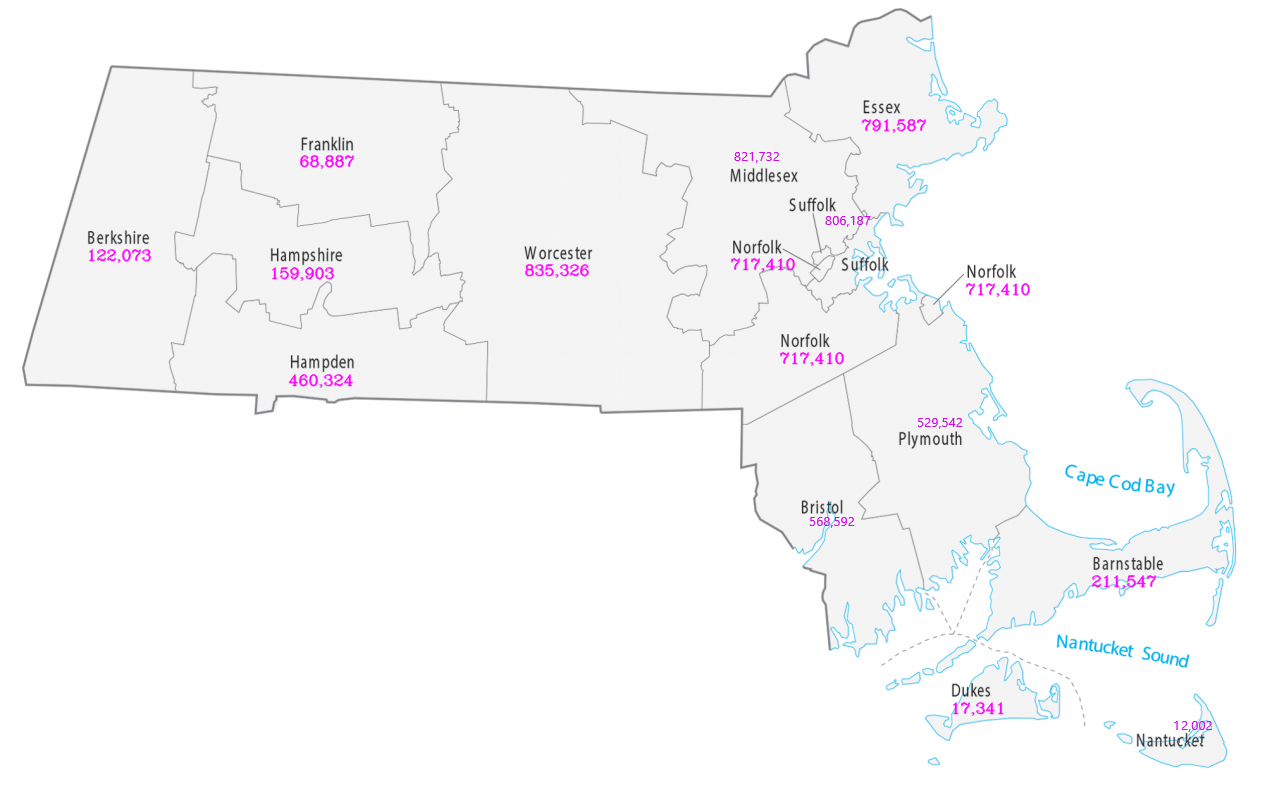 Essex
791,587
Franklin
68,887
821,732
Middlesex
Suffolk
806,187
Berkshire
122,073
Hampshire
159,903
Worcester
835,326
Norfolk
717,410
Suffolk
Norfolk
717,410
Norfolk
717,410
Hampden
460,324
529,542
Plymouth
Cape Cod Bay
Bristol
568,592
Barnstable
211,547
Nantucket Sound
Dukes
17,341
12,002
Nantucket